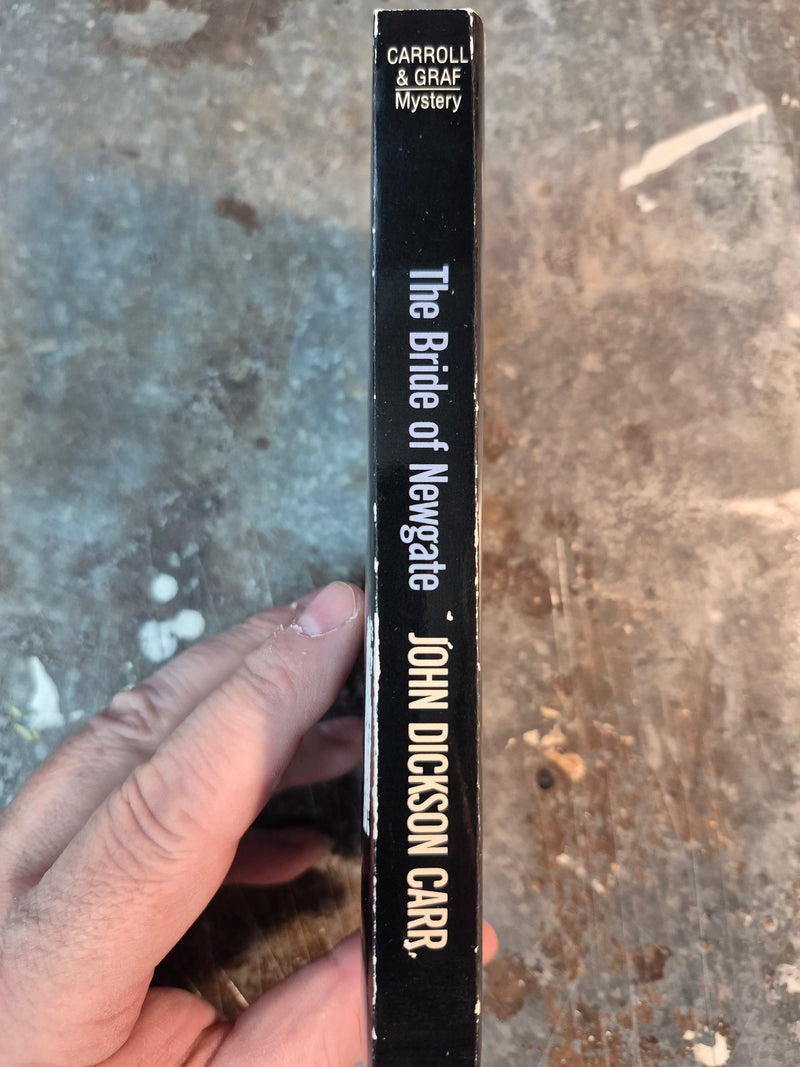 CARROLL
& GRAF
Mystery
The Bride of Newgate JOHN DICKSON CARR